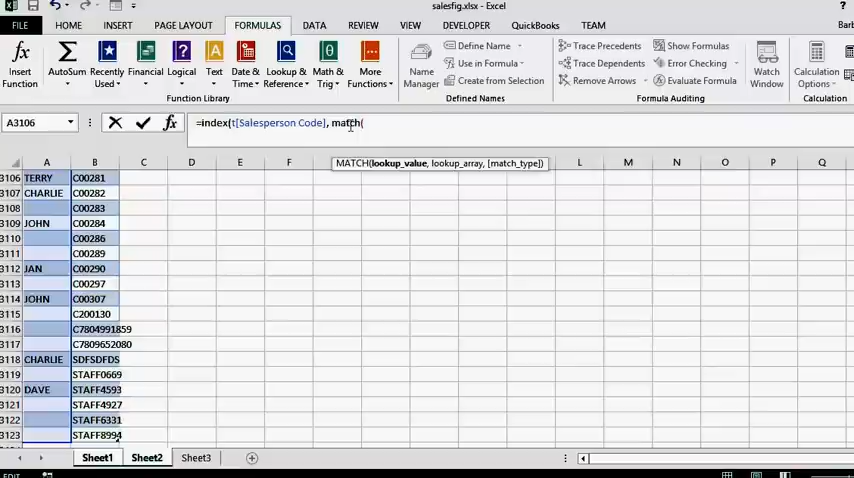 salesfig.xlsx - Excel
FILE HOME INSERT PAGE LAYOUT FORMULAS DATA REVIEW VIEW DEVELOPER QuickBooks TEAM Barb
fx Σ Define Name Trace Precedents Show Formulas
Insert AutoSum Recently Financial Logical Text Date & Lookup & Math & More Name Use in Formula Trace Dependents Error Checking Watch Calculation
Function Used Time Reference Trig Functions Manager Create from Selection Remove Arrows Evaluate Formula Window Options
Function Library Defined Names Formula Auditing Calculation
A3106 fx =index(t[Salesperson Code], match(
MATCH(lookup_value, lookup_array, [match_type])
A B C D E F L M N O P Q
3106 TERRY C00281
3107 CHARLIE C00282
3108 C00283
3109 JOHN C00284
3110 C00286
3111 C00289
3112 JAN C00290
3113 C00297
3114 JOHN C00307
3115 C200130
3116 C7804991859
3117 C7809652080
3118 CHARLIE SDFSDFDS
3119 STAFF0669
3120 DAVE STAFF4593
3121 STAFF4927
3122 STAFF6331
3123 STAFF8994
Sheet1 Sheet2 Sheet3
EDIT